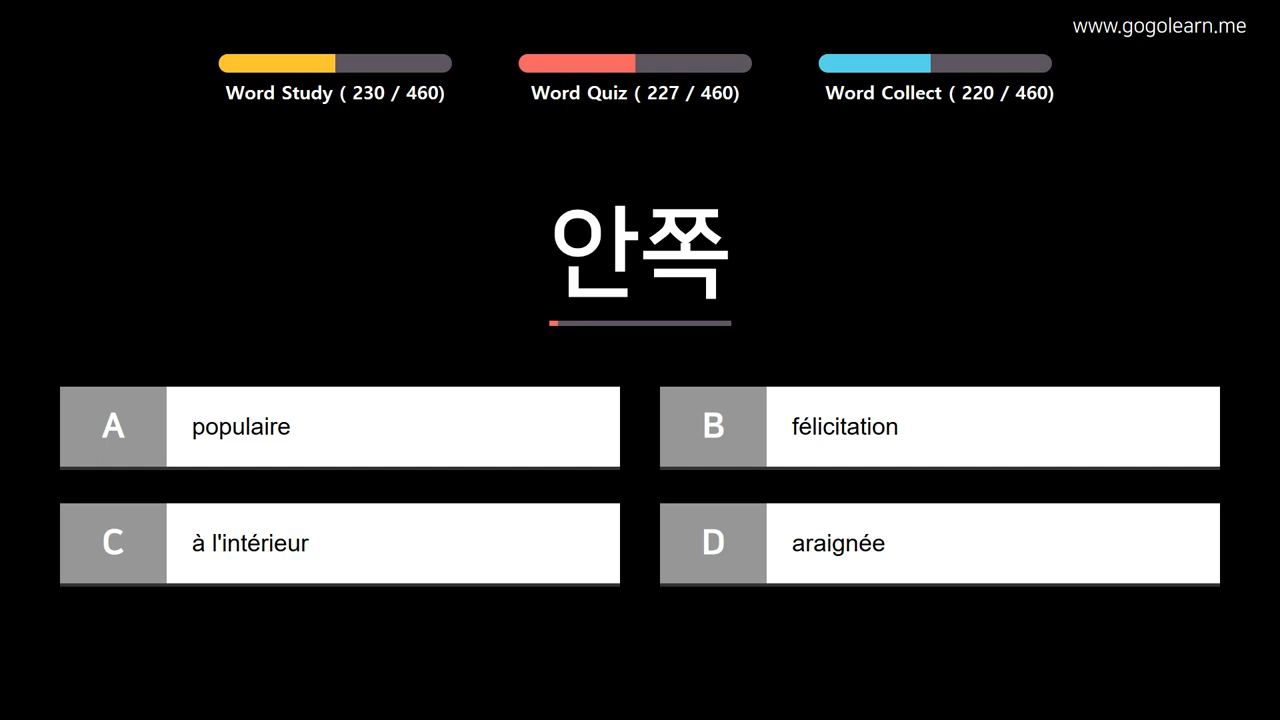 www.gogolearn.me
Word Study ( 230 / 460)
Word Quiz ( 227 / 460)
Word Collect ( 220 / 460)
안쪽
A populaire
B félicitation
C à l'intérieur
D araignée